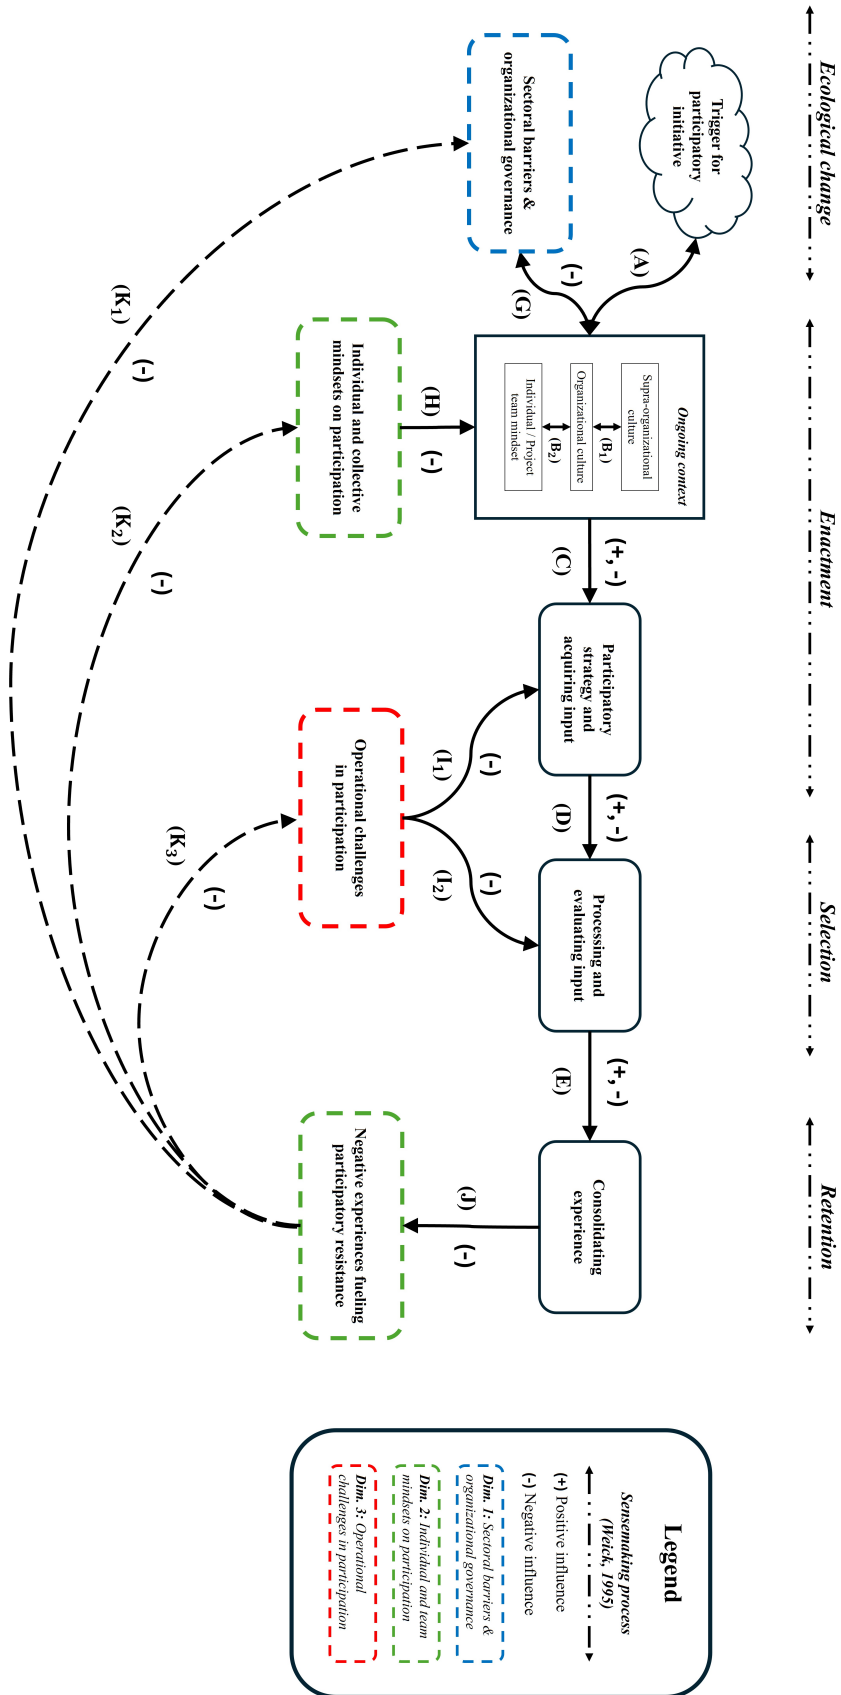 Ecological change
Enactment
Selection
Retention
Trigger for
participatory
initiative
(A)
(-)
(G)
Sectoral barriers &
organizational governance
Ongoing context
Supra-organizational
culture
(B1)
Organizational culture
(B2)
Individual / Project
team mindset
(+, -)
(C)
Participatory
strategy and
acquiring input
(+, -)
(D)
Processing and
evaluating input
(+, -)
(E)
Consolidating
experience
(H)
(-)
Individual and collective
mindsets on participation
(-)
(I1)
(-)
(I2)
Operational challenges
in participation
(J)
(-)
Negative experiences fueling
participatory resistance
(K1)
(-)
(K2)
(-)
(K3)
(-)
Legend
Sensemaking process
(Weick, 1995)
(+) Positive influence
(-) Negative influence
Dim. 1: Sectoral barriers &
organizational governance
Dim. 2: Individual and team
mindsets on participation
Dim. 3: Operational
challenges in participation